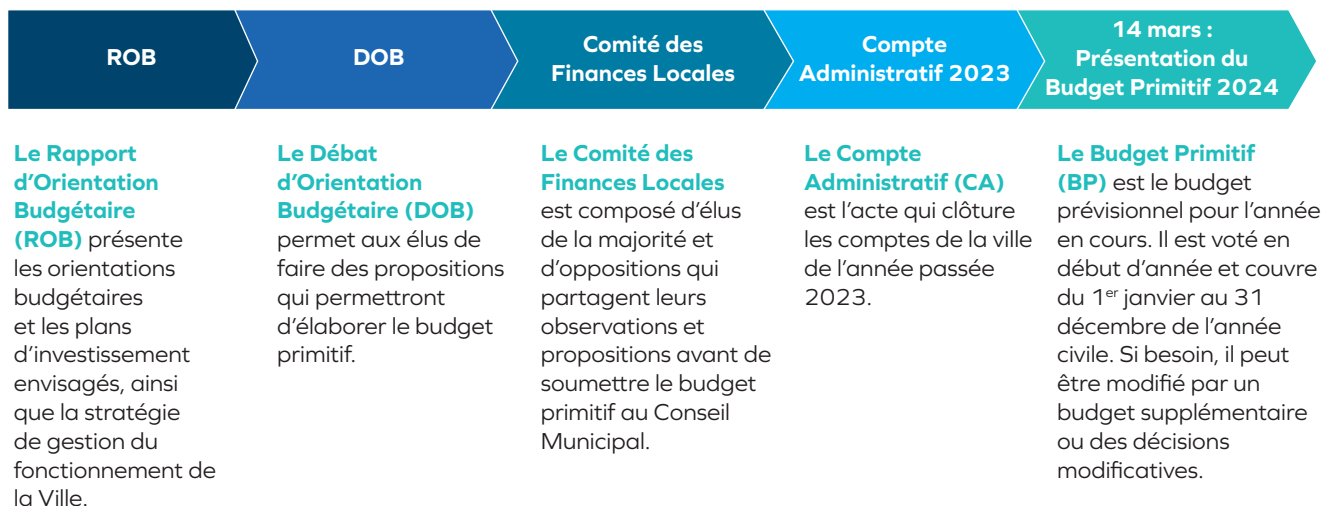 ROB
DOB
Comité des
Finances Locales
Compte
Administratif 2023
14 mars :
Présentation du
Budget Primitif 2024
Le Rapport
d’Orientation
Budgétaire
(ROB) présente
les orientations
budgétaires
et les plans
d’investissement
envisagés, ainsi
que la stratégie
de gestion du
fonctionnement de
la Ville.
Le Débat
d’Orientation
Budgétaire (DOB)
permet aux élus de
faire des propositions
qui permettront
d’élaborer le budget
primitif.
Le Comité des
Finances Locales
est composé d’élus
de la majorité et
d’oppositions qui
partagent leurs
observations et
propositions avant de
soumettre le budget
primitif au Conseil
Municipal.
Le Compte
Administratif (CA)
est l’acte qui clôture
les comptes de la ville
de l’année passée
2023.
Le Budget Primitif
(BP) est le budget
prévisionnel pour l’année
en cours. Il est voté en
début d’année et couvre
du 1er janvier au 31
décembre de l’année
civile. Si besoin, il peut
être modifié par un
budget supplémentaire
ou des décisions
modificatives.